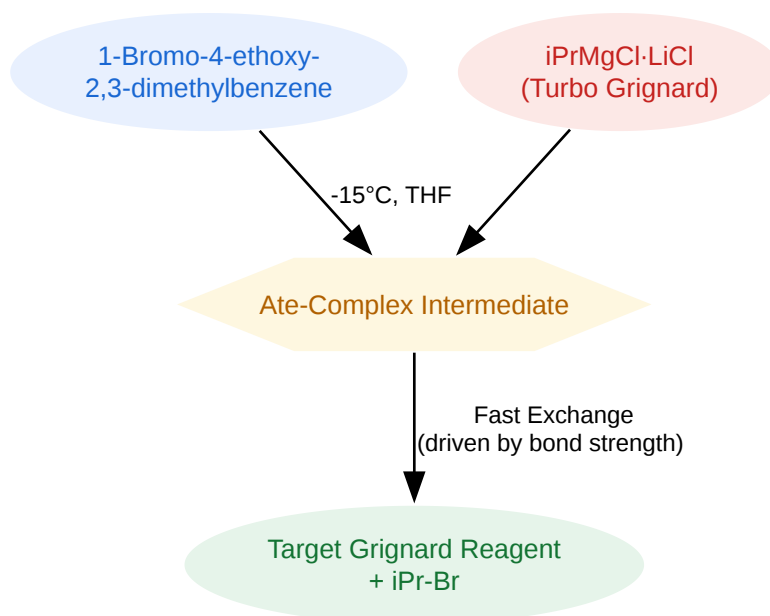 1-Bromo-4-ethoxy-
2,3-dimethylbenzene
iPrMgCl·LiCl
(Turbo Grignard)
-15°C, THF
Ate-Complex Intermediate
Fast Exchange
(driven by bond strength)
Target Grignard Reagent
+ iPr-Br